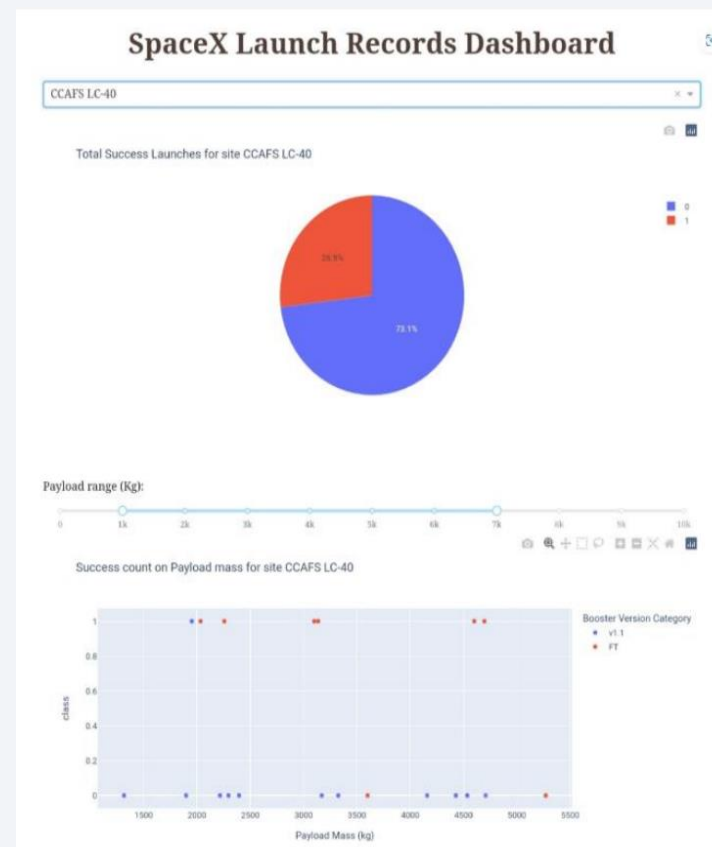 SpaceX Launch Records Dashboard
CCAFS LC-40
Total Success Launches for site CCAFS LC-40
0
1
73.1%
Payload range (Kg):
0 1k 2k 3k 4k 5k 6k 7k 8k 9k 10k
Success count on Payload mass for site CCAFS LC-40
Booster Version Category
v1.1
FT
1
0.8
0.6
0.4
0.2
0
class
1500 2000 2500 3000 3500 4000 4500 5000 5500
Payload Mass (kg)